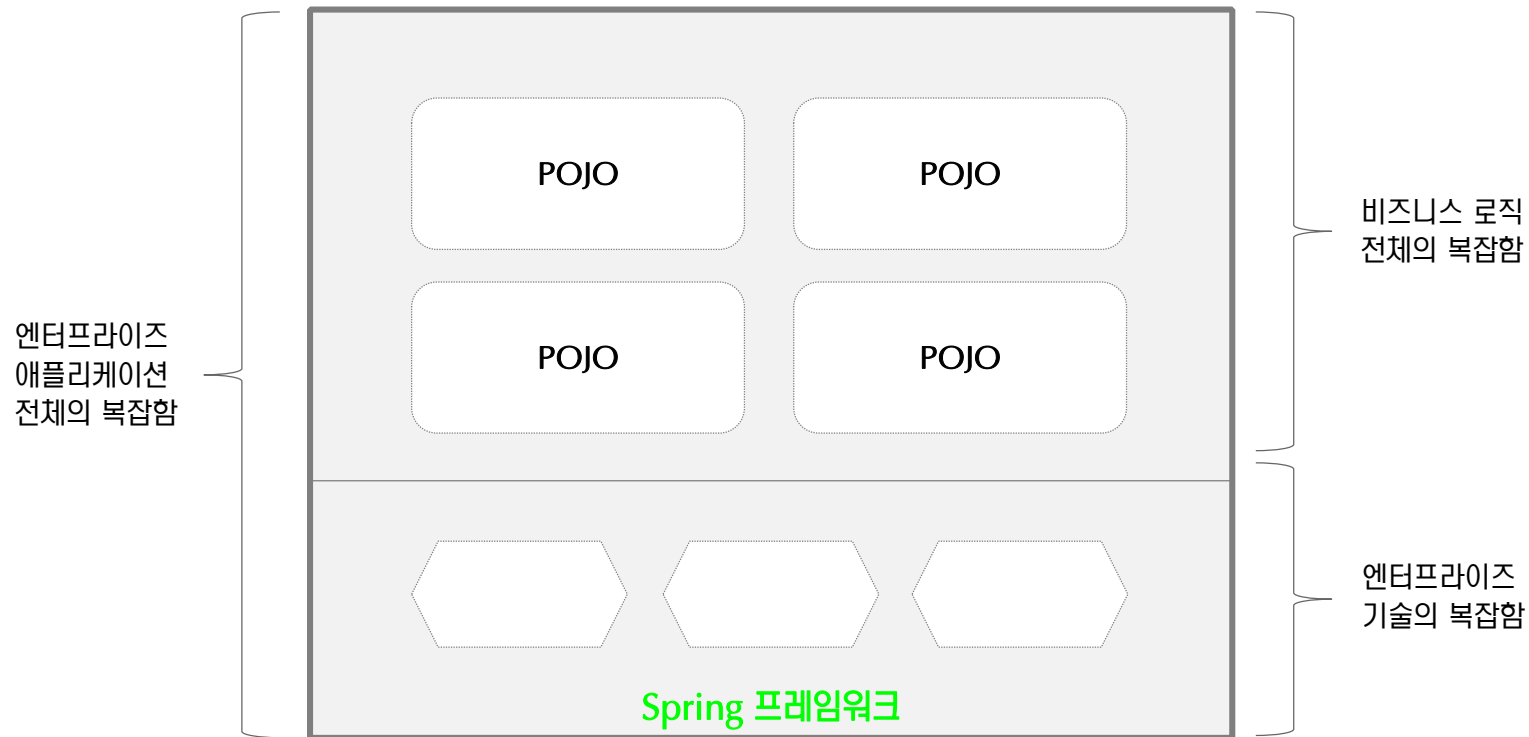 POJO
POJO
비즈니스 로직
전체의 복잡함
엔터프라이즈
애플리케이션
전체의 복잡함
POJO
POJO
엔터프라이즈
기술의 복잡함
Spring 프레임워크